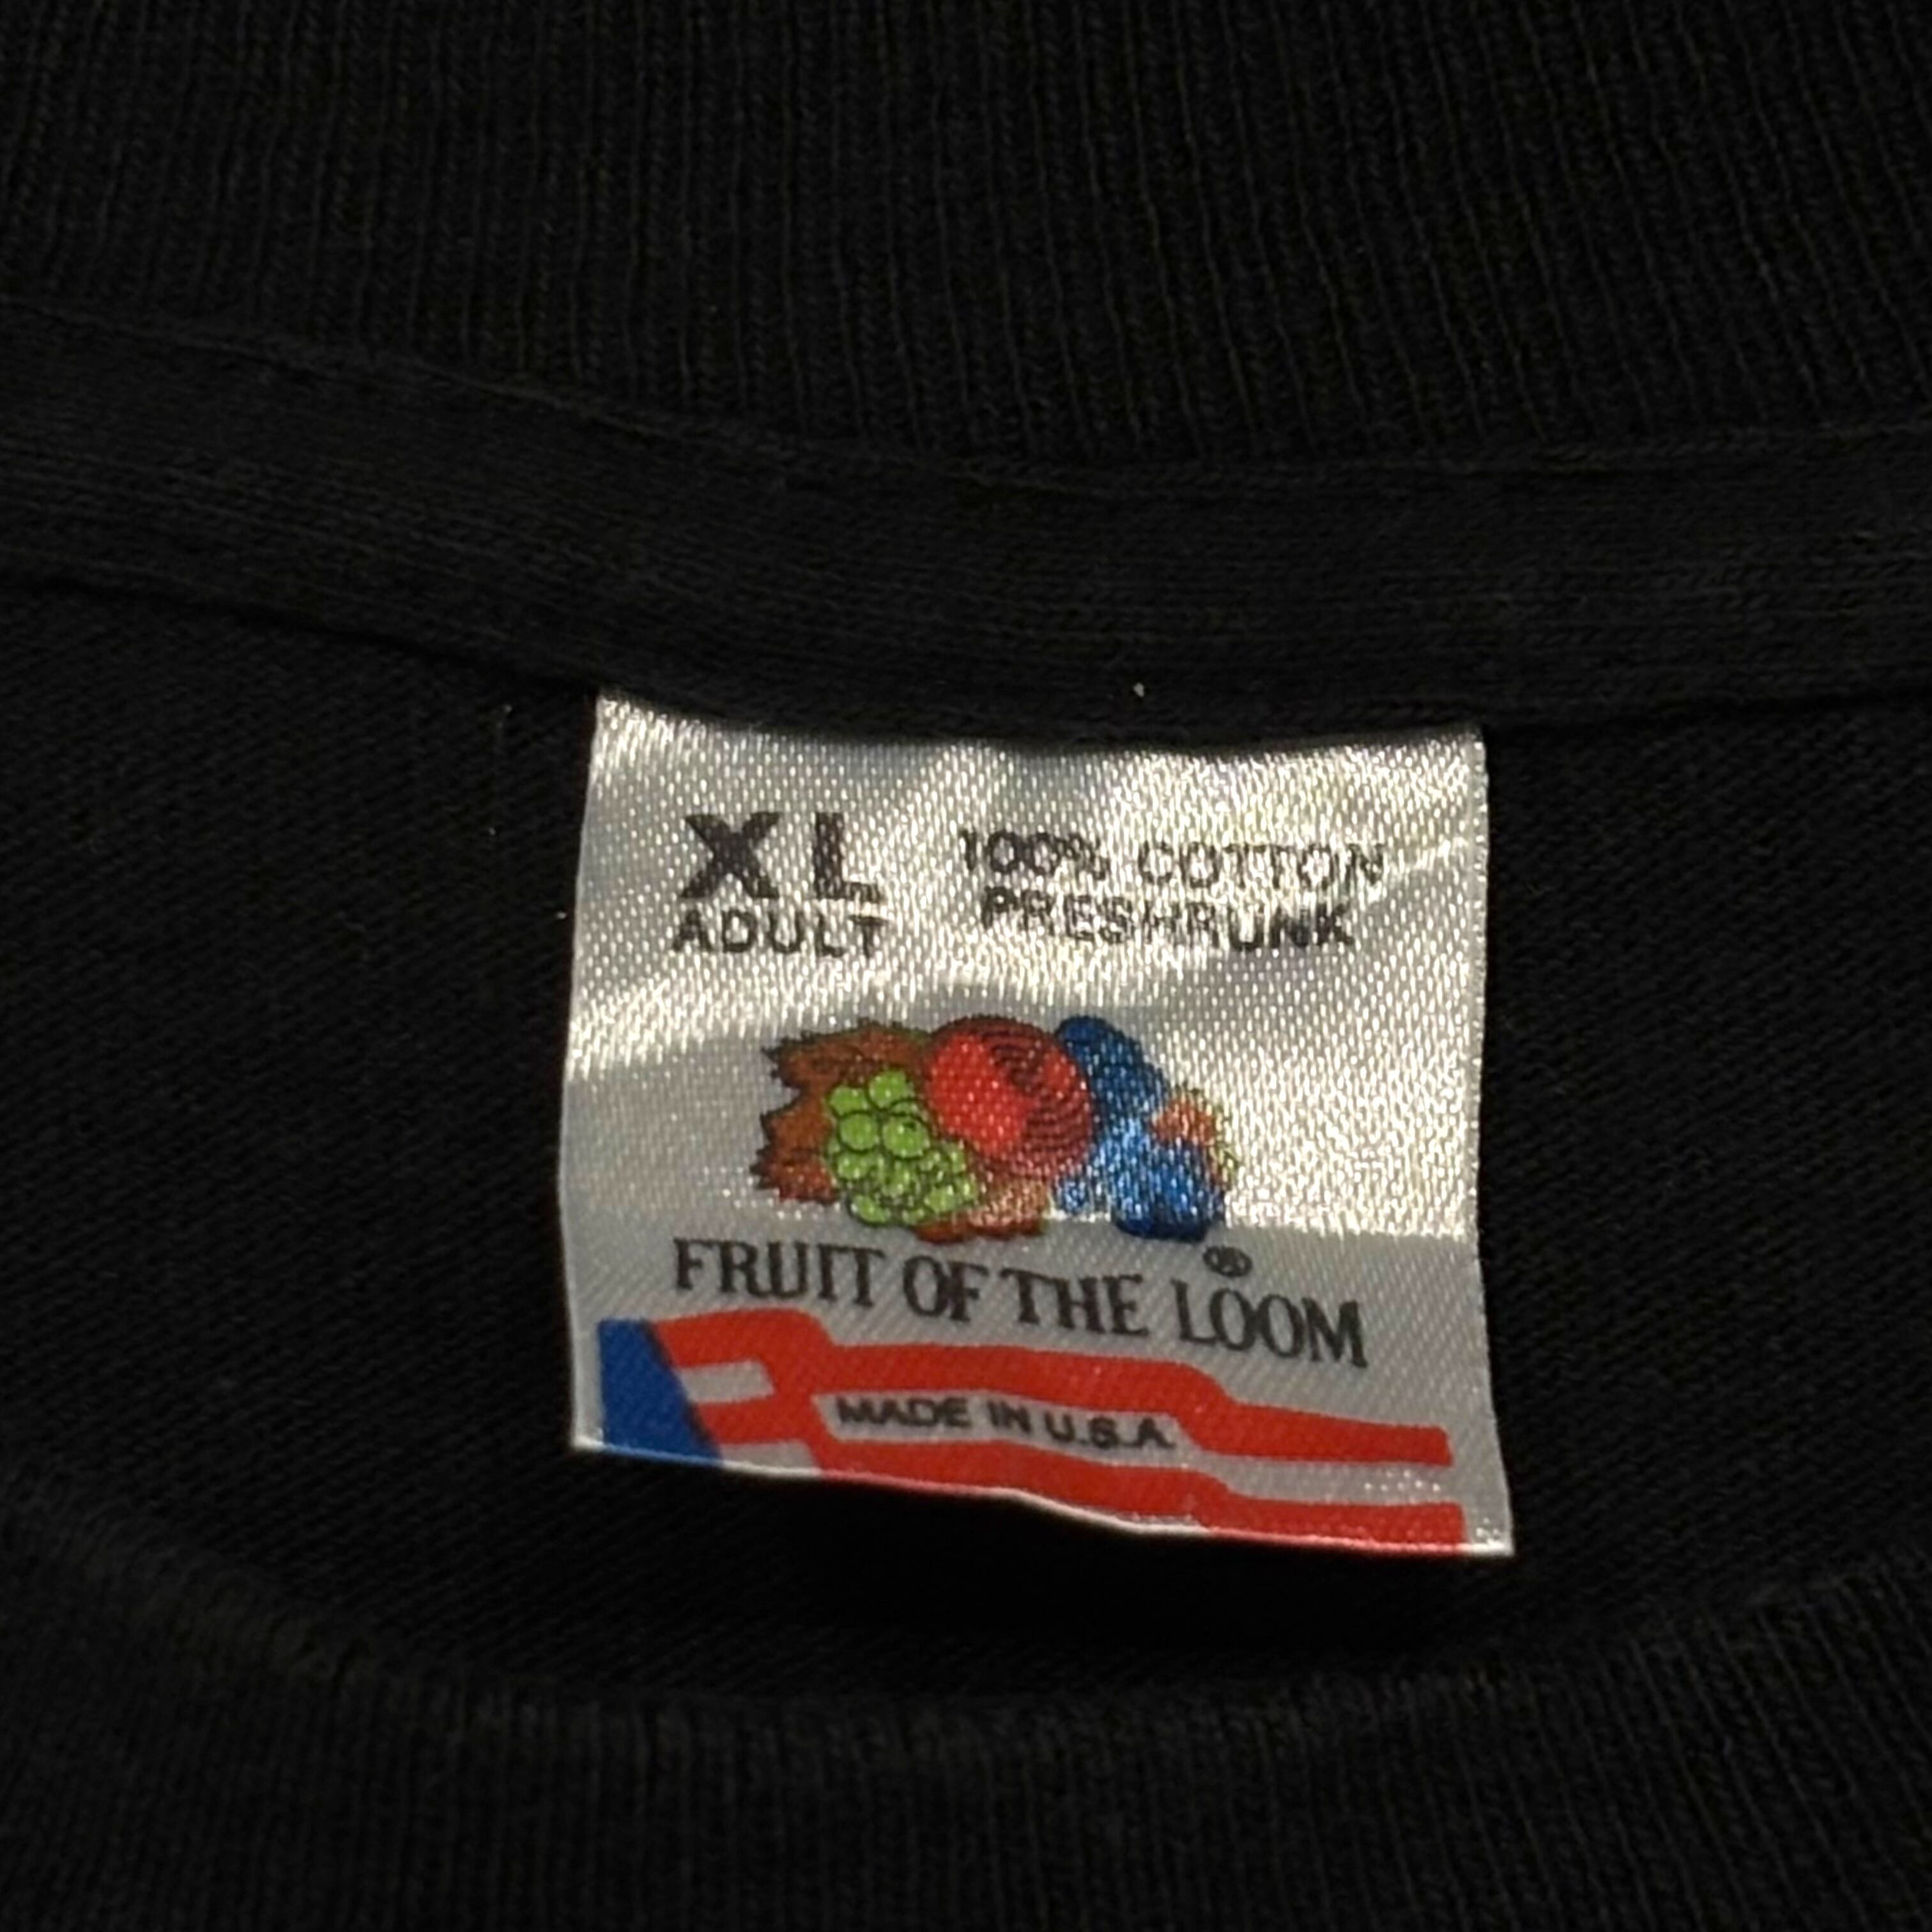 XL
ADULT
100% COTTON
PRESHRUNK
FRUIT OF THE LOOM®
MADE IN U.S.A.